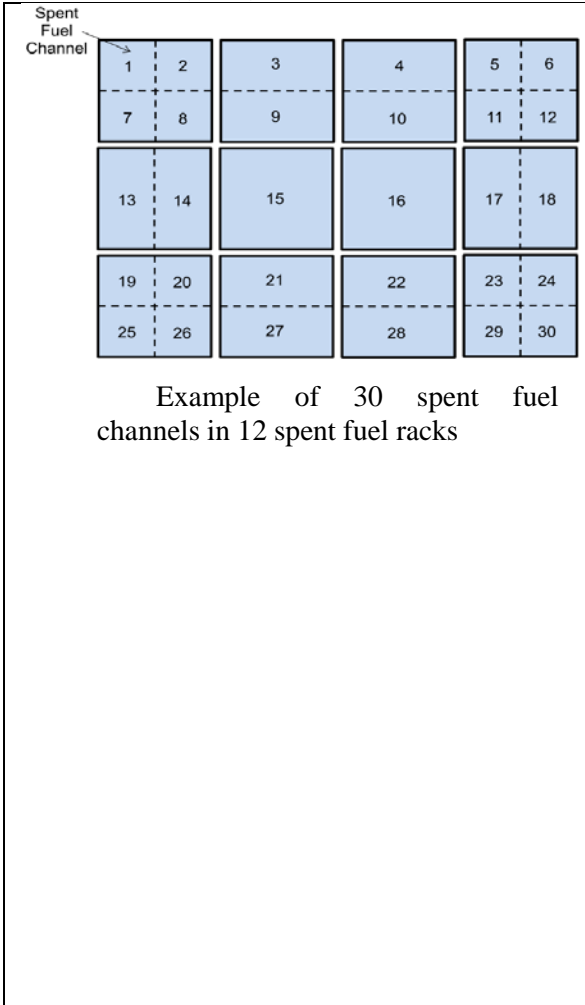 Spent
Fuel
Channel
1 2 3 4 5 6
7 8 9 10 11 12
13 14 15 16 17 18
19 20 21 22 23 24
25 26 27 28 29 30
Example of 30 spent fuel
channels in 12 spent fuel racks